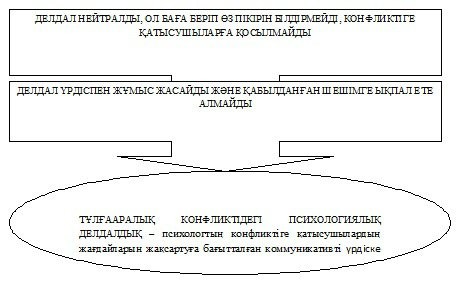 ДЕЛДАЛ НЕЙТРАЛДЫ, ОЛ БАҒА БЕРІП ӨЗ ПІКІРІН БІЛДІРМЕЙДІ, КОНФЛИКТІГЕ
ҚАТЫСУШЫЛАРҒА ҚОСЫЛМАЙДЫ
ДЕЛДАЛ ҮРДІСПЕН ЖҰМЫС ЖАСАЙДЫ ЖӘНЕ ҚАБЫЛДАНҒАН ШЕШІМГЕ ЫҚПАЛ ЕТЕ
АЛМАЙДЫ
ТҰЛҒААРАЛЫҚ КОНФЛИКТІДЕГІ ПСИХОЛОГИЯЛЫҚ
ДЕЛДАЛДЫҚ – психологтың конфликтіге қатысушылардың
жағдайларын жақсартуға бағытталған коммуникативті үрдіске